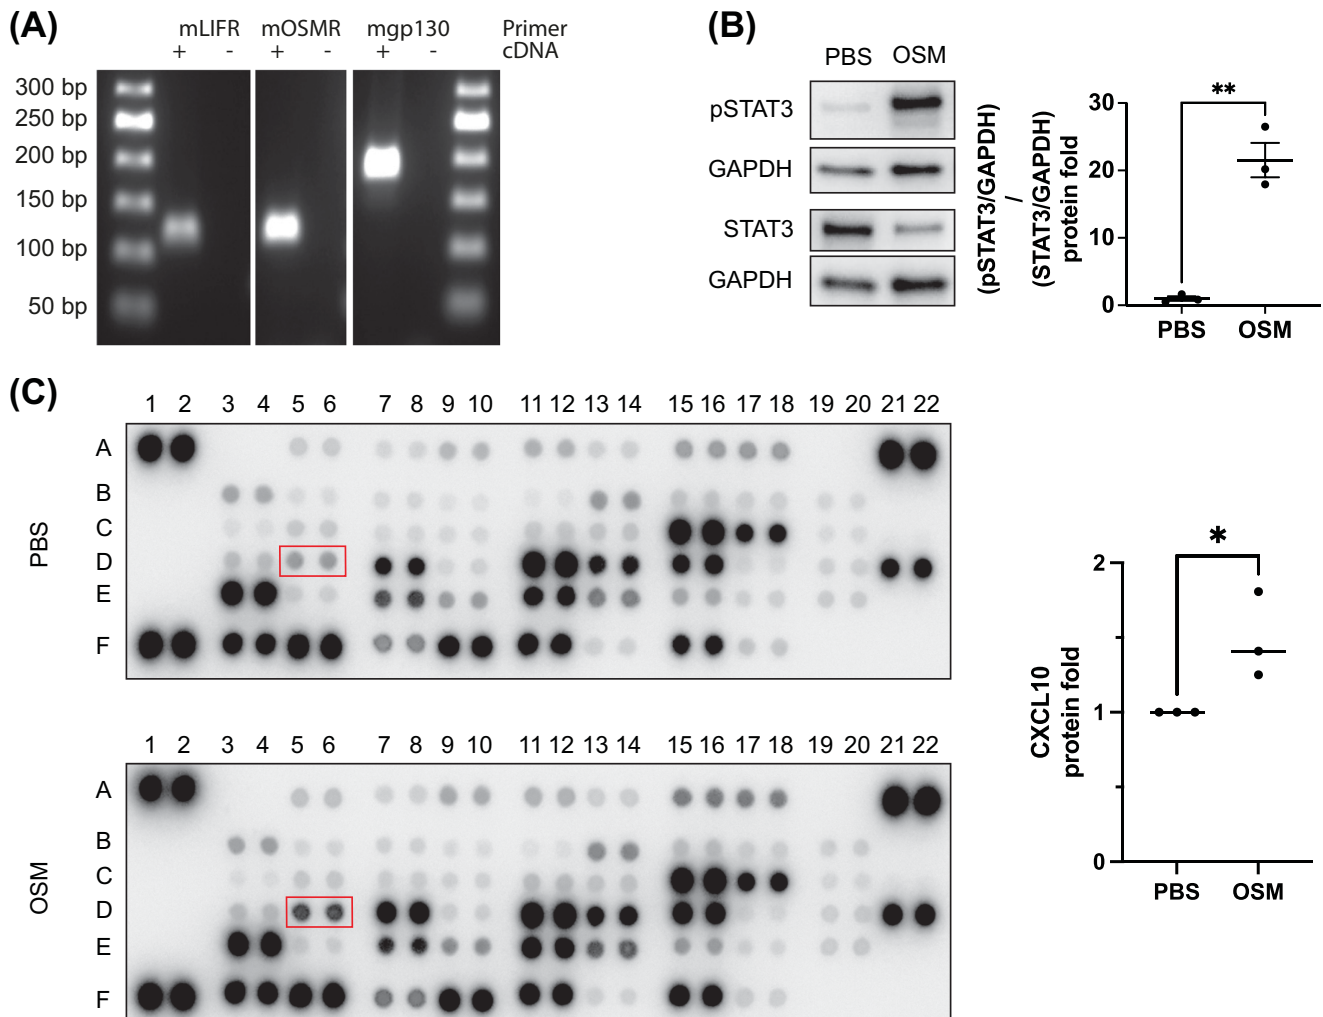 (A)
mLIFR mOSMR mgp130 Primer
+ - + - + - cDNA
300 bp
250 bp
200 bp
150 bp
100 bp
50 bp
(B)
PBS OSM
pSTAT3
GAPDH
STAT3
GAPDH
(pSTAT3/GAPDH)
/
(STAT3/GAPDH)
protein fold
**
30
20
10
0
PBS OSM
(C)
1 2 3 4 5 6 7 8 9 10 11 12 13 14 15 16 17 18 19 20 21 22
A
B
C
D
E
F
PBS
1 2 3 4 5 6 7 8 9 10 11 12 13 14 15 16 17 18 19 20 21 22
A
B
C
D
E
F
OSM
CXCL10
protein fold
*
2
1
0
PBS OSM